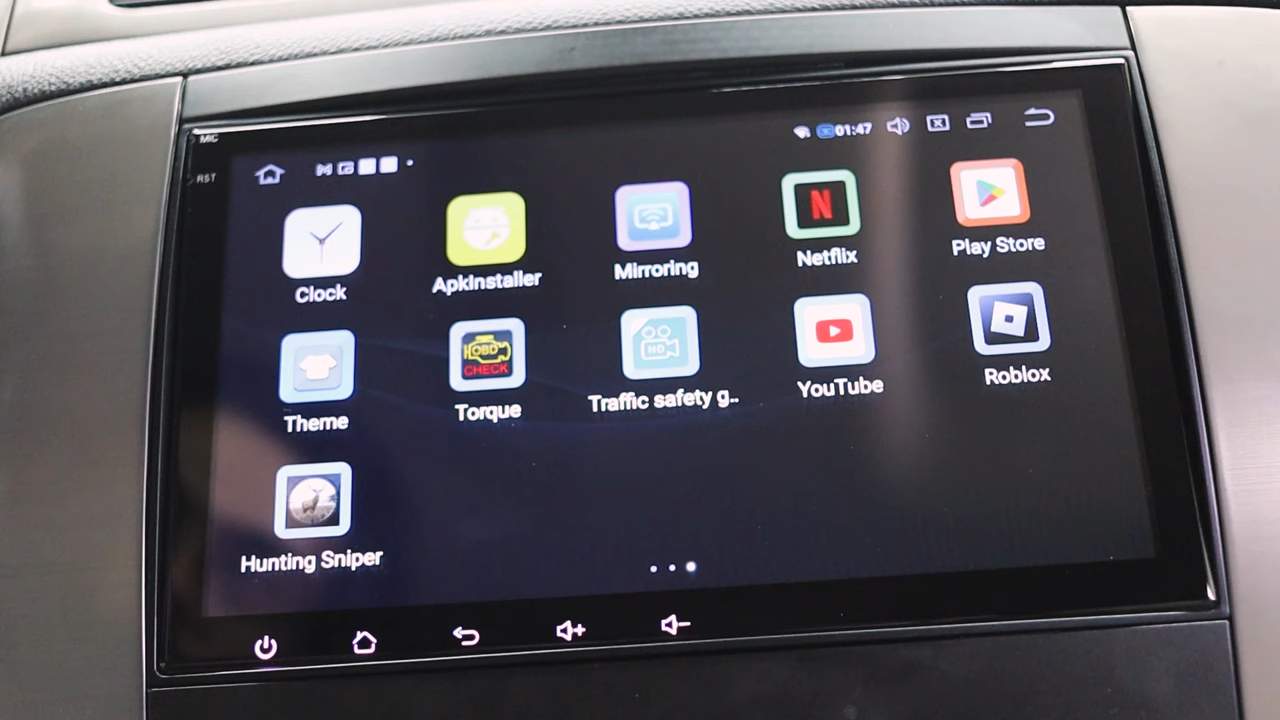 MIC
RST
01:47
Clock
ApkInstaller
Mirroring
N
Netflix
Play Store
Theme
OBD
CHECK
Torque
HD
Traffic safety g..
YouTube
Roblox
Hunting Sniper